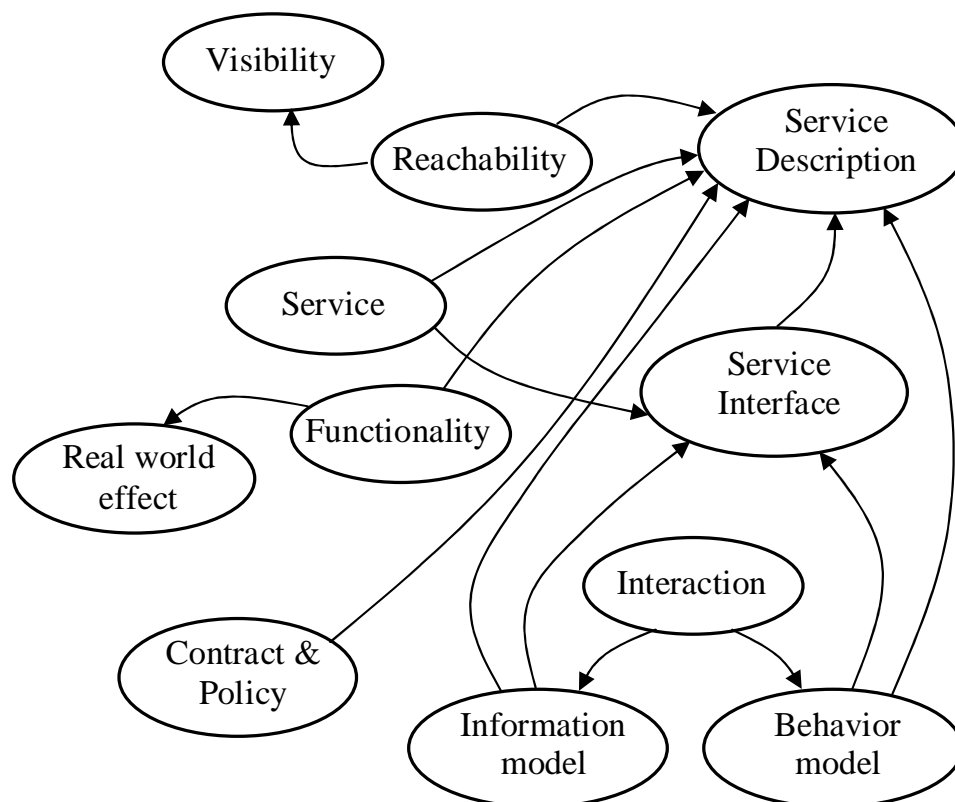 Visibility
Service
Description
Reachability
Service
Service
Interface
Functionality
Real world
effect
Interaction
Contract &
Policy
Information
model
Behavior
model